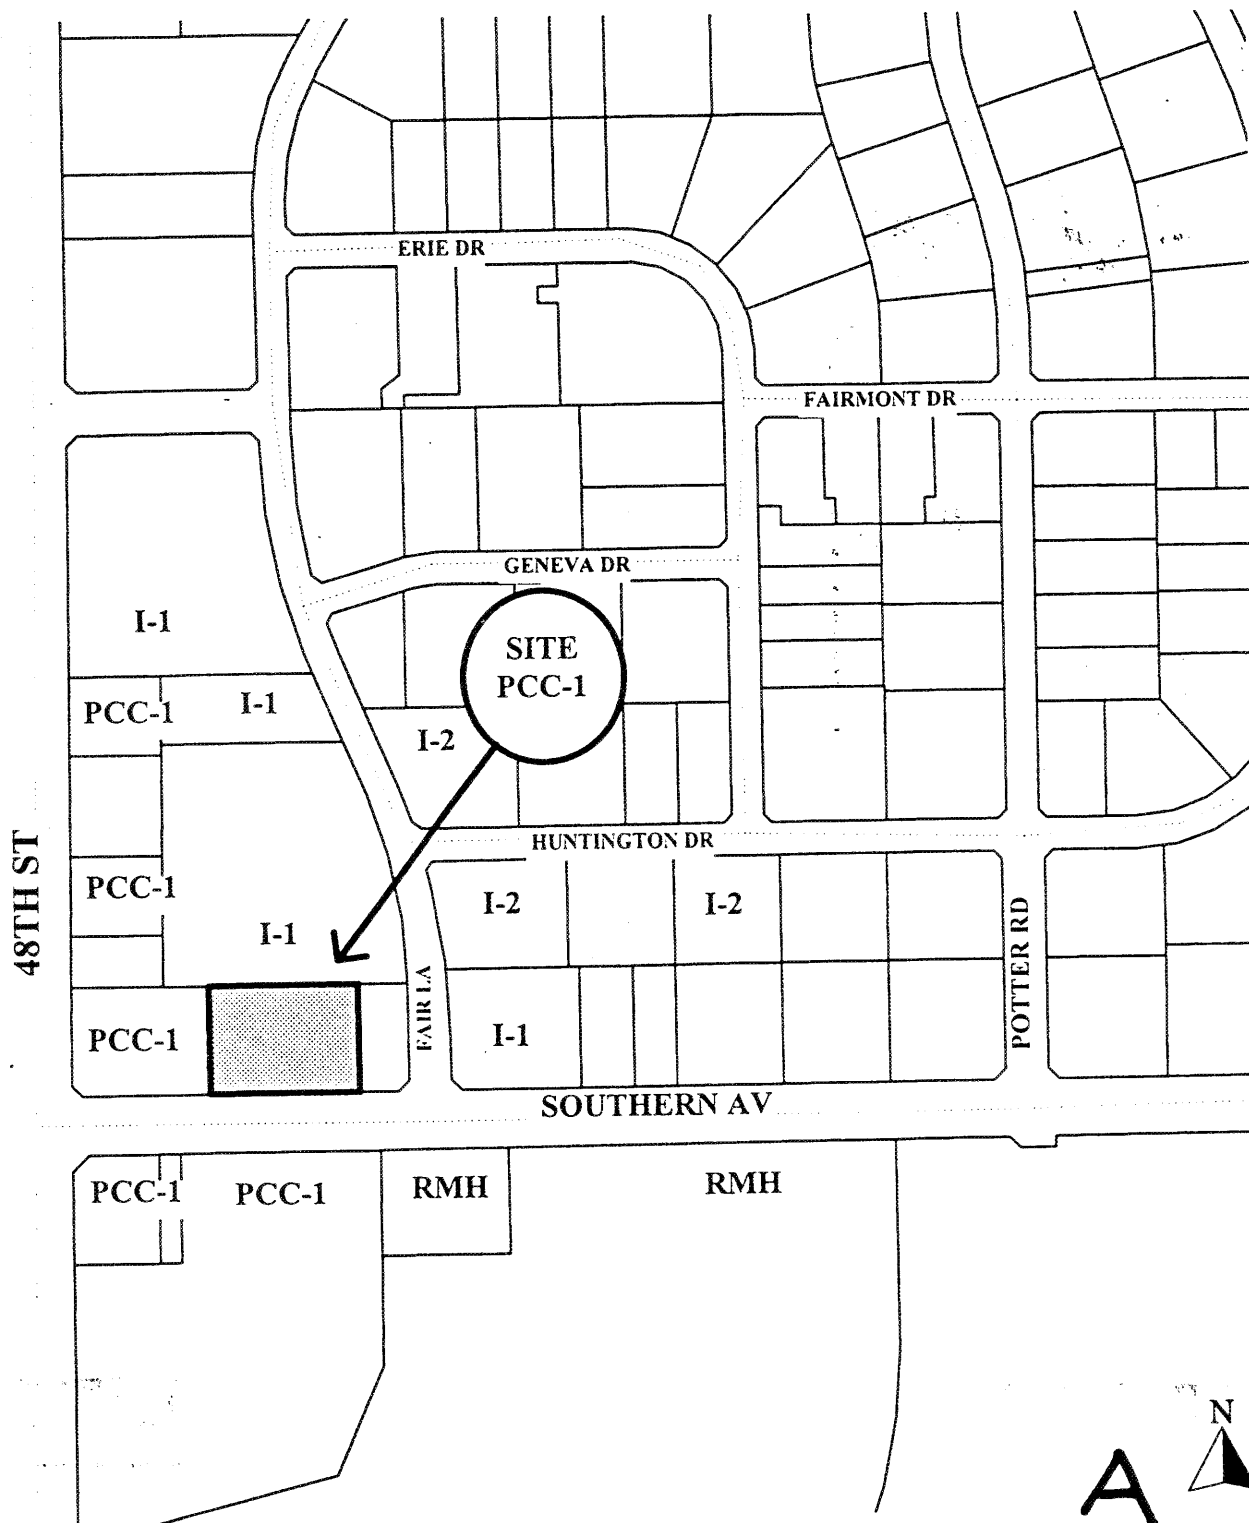 ERIE DR
FAIRMONT DR
GENEVA DR
I-1
SITE
PCC-1
PCC-1
I-1
I-2
HUNTINGTON DR
48TH ST
PCC-1
I-2
I-2
I-1
POTTER RD
FAIR LA
PCC-1
I-1
SOUTHERN AV
PCC-1
PCC-1
RMH
RMH
N
A